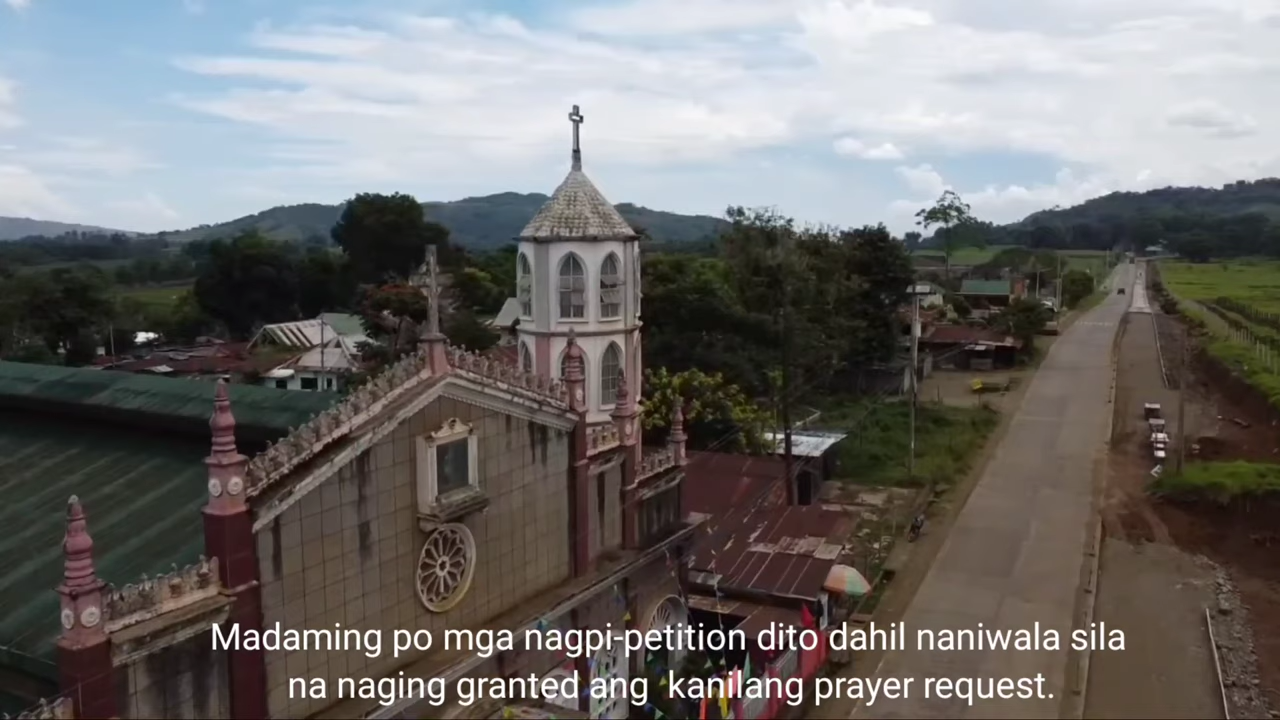 Madaming po mga nagpi-petition dito dahil naniwala sila
na naging granted ang kanilang prayer request.